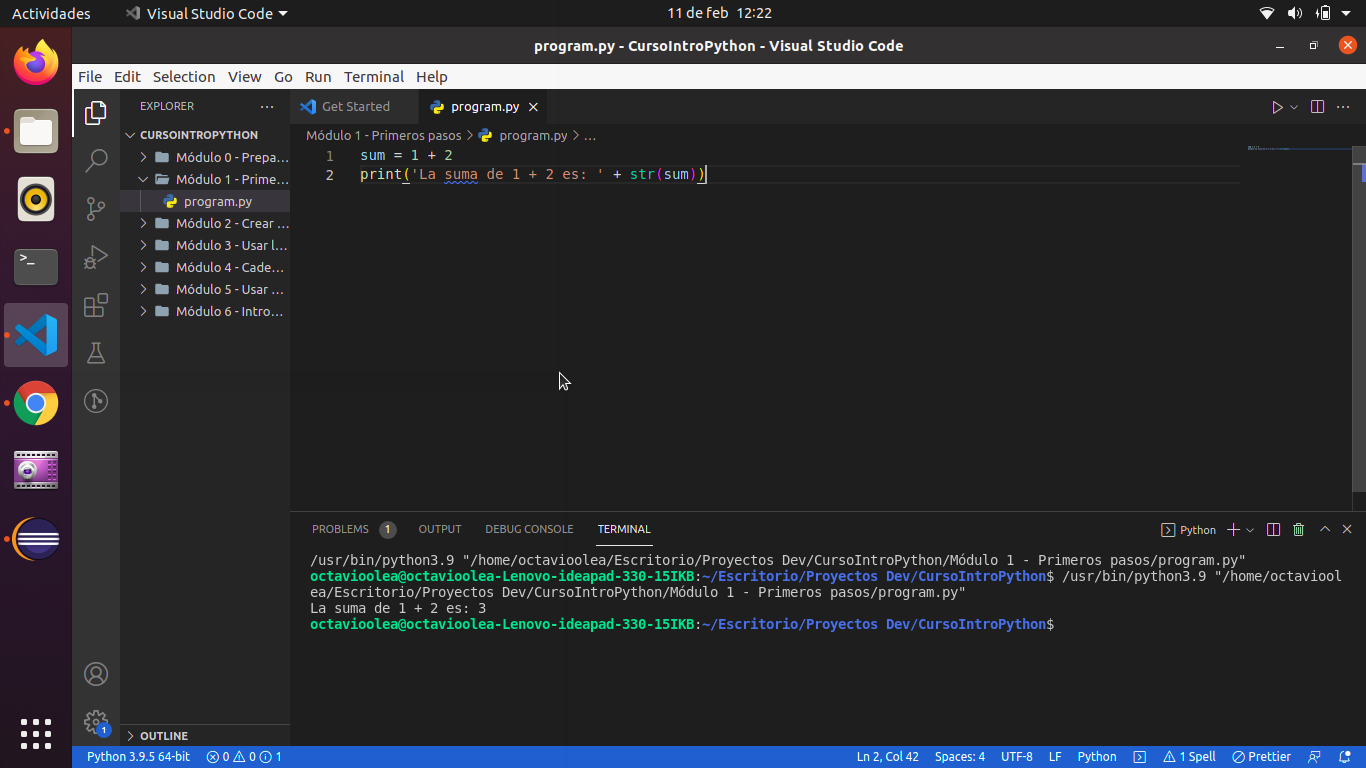 Actividades
Visual Studio Code
11 de feb 12:22
program.py - CursoIntroPython - Visual Studio Code
File Edit Selection View Go Run Terminal Help
EXPLORER
CURSOINTROPYTHON
Módulo 0 - Prepa...
Módulo 1 - Prime...
program.py
Módulo 2 - Crear ...
Módulo 3 - Usar l...
Módulo 4 - Cade...
Módulo 5 - Usar ...
Módulo 6 - Intro...
OUTLINE
Get Started
program.py
Módulo 1 - Primeros pasos > program.py > ...
1 sum = 1 + 2
2 print('La suma de 1 + 2 es: ' + str(sum))
PROBLEMS 1 OUTPUT DEBUG CONSOLE TERMINAL
Python
/usr/bin/python3.9 "/home/octavioolea/Escritorio/Proyectos Dev/CursoIntroPython/Módulo 1 - Primeros pasos/program.py"
octavioolea@octavioolea-Lenovo-ideapad-330-15IKB:~/Escritorio/Proyectos Dev/CursoIntroPython$ /usr/bin/python3.9 "/home/octaviool
ea/Escritorio/Proyectos Dev/CursoIntroPython/Módulo 1 - Primeros pasos/program.py"
La suma de 1 + 2 es: 3
octavioolea@octavioolea-Lenovo-ideapad-330-15IKB:~/Escritorio/Proyectos Dev/CursoIntroPython$
1
Python 3.9.5 64-bit 0 0 1 Ln 2, Col 42 Spaces: 4 UTF-8 LF Python 1 Spell Prettier